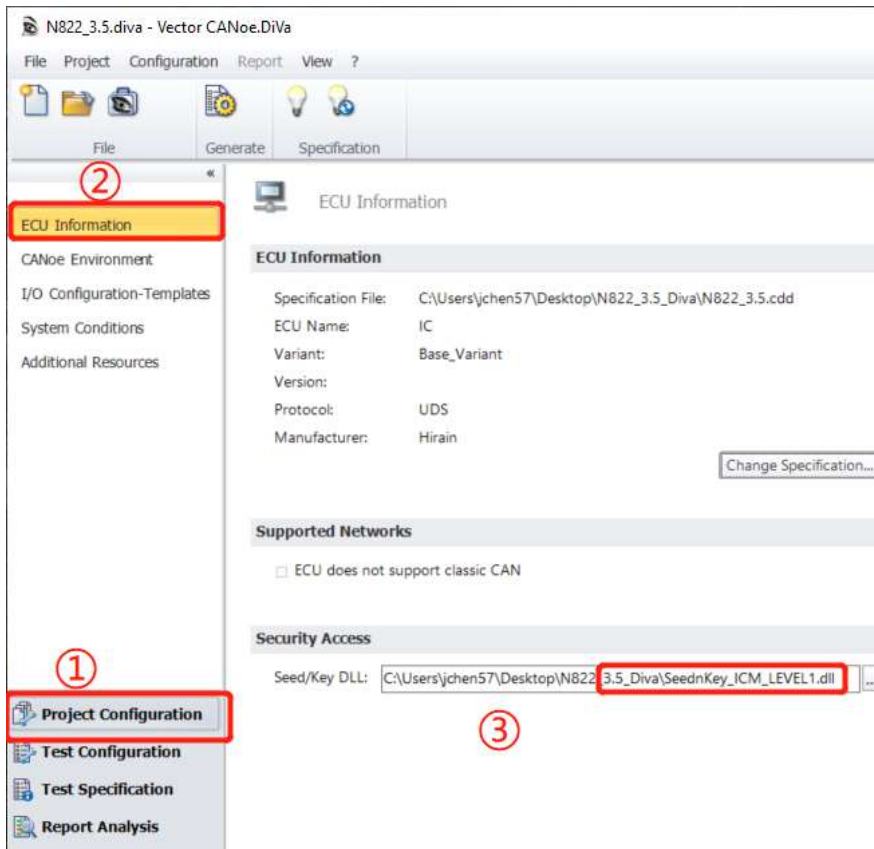 N822_3.5.diva - Vector CANoe.DiVa
File Project Configuration Report View ?
File Generate Specification
②
«
ECU Information
ECU Information
CANoe Environment
I/O Configuration-Templates
System Conditions
Additional Resources
ECU Information
Specification File: C:\Users\jchen57\Desktop\N822_3.5_Diva\N822_3.5.cdd
ECU Name: IC
Variant: Base_Variant
Version:
Protocol: UDS
Manufacturer: Hirain
Change Specification...
Supported Networks
ECU does not support classic CAN
Security Access
Seed/Key DLL: C:\Users\jchen57\Desktop\N822_3.5_Diva\SeednKey_ICM_LEVEL1.dll ...
①
③
Project Configuration
Test Configuration
Test Specification
Report Analysis